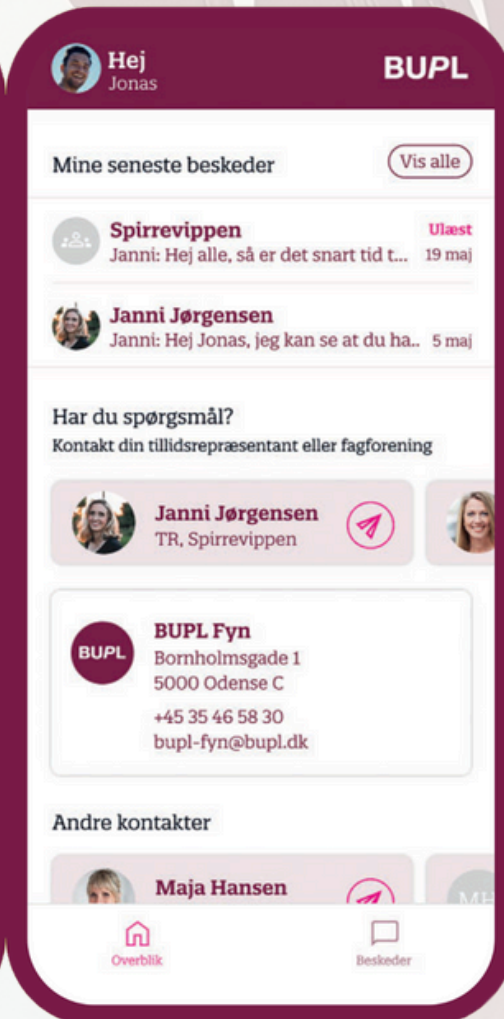 Hej
Jonas
BUPL
Mine seneste beskeder
Vis alle
Spirrevippen
Ulæst
Janni: Hej alle, så er det snart tid t...
19 maj
Janni Jørgensen
Janni: Hej Jonas, jeg kan se at du ha..
5 maj
Har du spørgsmål?
Kontakt din tillidsrepræsentant eller fagforening
Janni Jørgensen
TR, Spirrevippen
BUPL
BUPL Fyn
Bornholmsgade 1
5000 Odense C
+45 35 46 58 30
bupl-fyn@bupl.dk
Andre kontakter
Maja Hansen
MH
Overblik
Beskeder